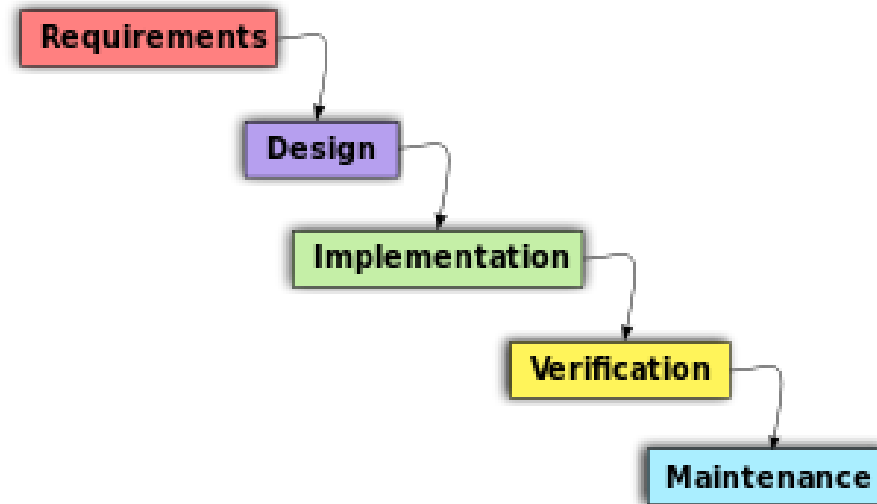 Requirements
Design
Implementation
Verification
Maintenance